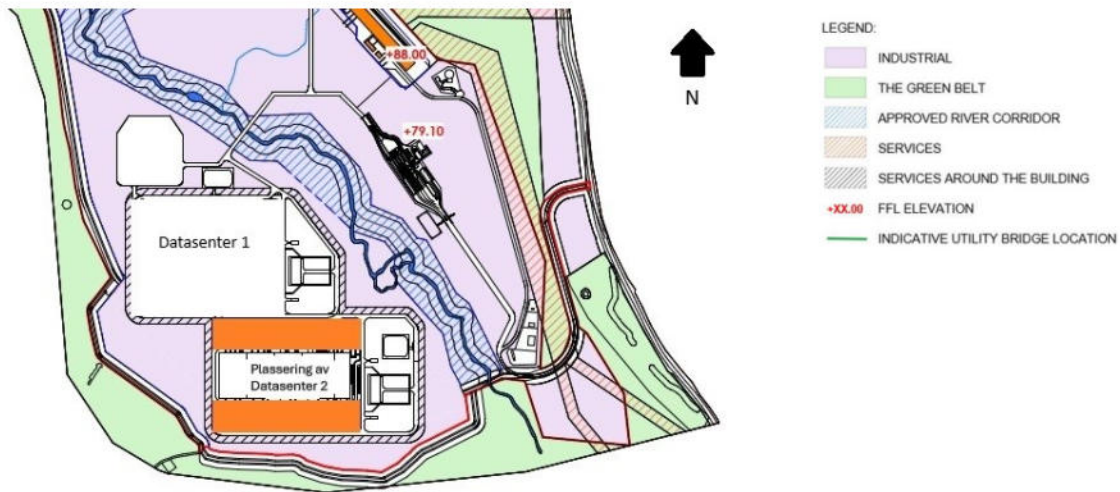 +88.00
+79.10
N
Datasenter 1
Plassering av
Datasenter 2
LEGEND:
INDUSTRIAL
THE GREEN BELT
APPROVED RIVER CORRIDOR
SERVICES
SERVICES AROUND THE BUILDING
+XX.00 FFL ELEVATION
INDICATIVE UTILITY BRIDGE LOCATION